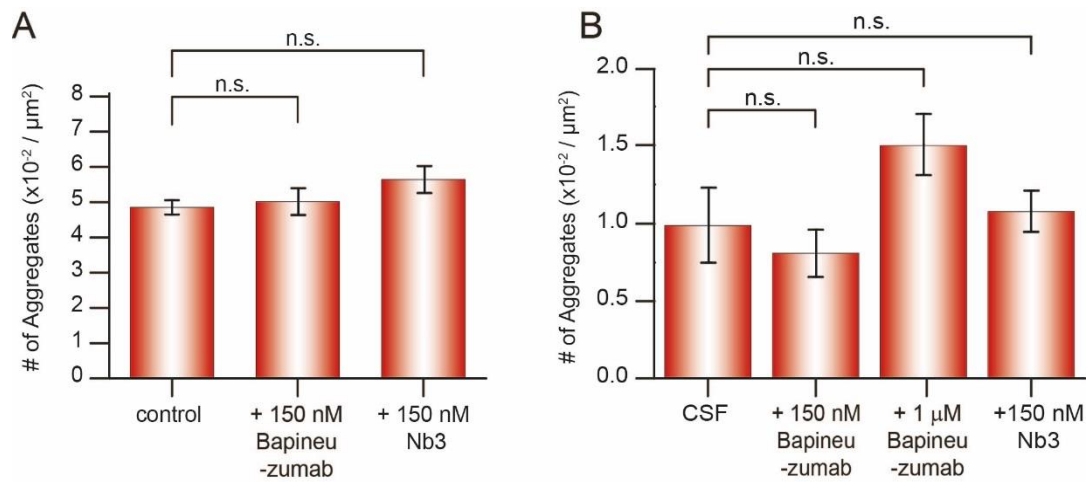 A
n.s.
n.s.
# of Aggregates (x10⁻² / μm²)
8
7
6
5
4
3
2
1
0
control
+ 150 nM
Bapineu
-zumab
+ 150 nM
Nb3
B
n.s.
n.s.
n.s.
# of Aggregates (x10⁻² / μm²)
2.0
1.5
1.0
0.5
0.0
CSF
+ 150 nM
Bapineu
-zumab
+ 1 μM
Bapineu
-zumab
+150 nM
Nb3